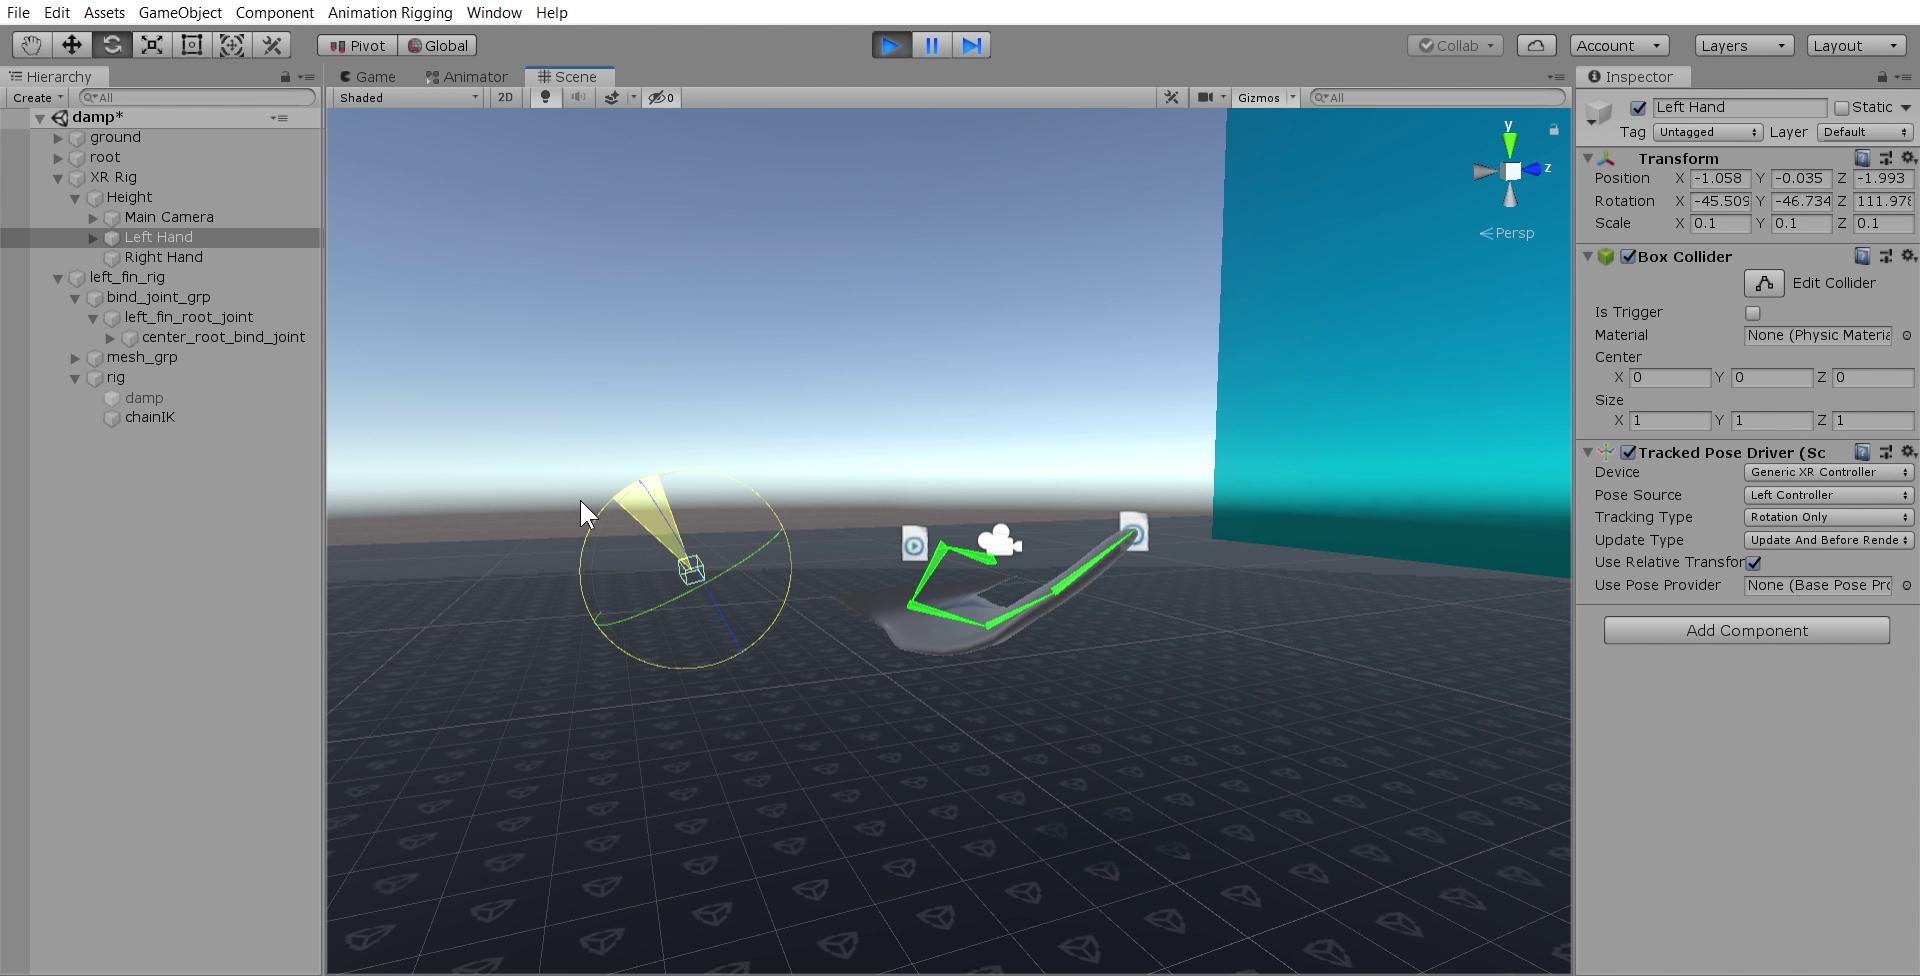 File Edit Assets GameObject Component Animation Rigging Window Help
Pivot Global Collab Account Layers Layout
Hierarchy Game Animator Scene Inspector
Create All Shaded 2D 0 Gizmos All
damp*
ground
root
XR Rig
Height
Main Camera
Left Hand
Right Hand
left_fin_rig
bind_joint_grp
left_fin_root_joint
center_root_bind_joint
mesh_grp
rig
damp
chainIK
y
z
Persp
Left Hand Static
Tag Untagged Layer Default
Transform
Position X -1.058 Y -0.035 Z -1.993
Rotation X -45.509 Y -46.734 Z 111.978
Scale X 0.1 Y 0.1 Z 0.1
Box Collider
Edit Collider
Is Trigger
Material None (Physic Materia
Center
X 0 Y 0 Z 0
Size
X 1 Y 1 Z 1
Tracked Pose Driver (Sc
Device Generic XR Controller
Pose Source Left Controller
Tracking Type Rotation Only
Update Type Update And Before Rende
Use Relative Transfor
Use Pose Provider None (Base Pose Pro
Add Component